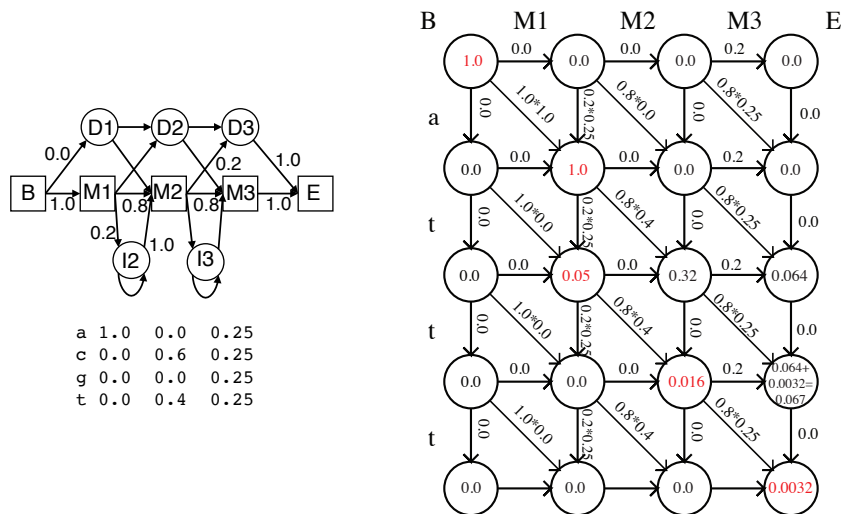 B M1 M2 M3 E
0.0 0.0 0.2
1.0 0.0 0.0 0.0
D1 D2 D3
0.0 0.2 1.0
B M1 M2 M3 E
1.0 0.8 0.8 1.0
0.2 1.0
I2 I3
a 1.0 0.0 0.25
c 0.0 0.6 0.25
g 0.0 0.0 0.25
t 0.0 0.4 0.25
a
0.0 1.0*1.0 0.2*0.25 0.8*0.0 0.0 0.8*0.25 0.0
0.0 0.0 0.2
0.0 1.0 0.0 0.0
t
0.0 1.0*0.0 0.2*0.25 0.8*0.4 0.0 0.8*0.25 0.0
0.0 0.0 0.2
0.0 0.05 0.32 0.064
t
0.0 1.0*0.0 0.2*0.25 0.8*0.4 0.0 0.8*0.25 0.0
0.0 0.0 0.2
0.0 0.0 0.016 0.064+
0.0032=
0.067
t
0.0 1.0*0.0 0.2*0.25 0.8*0.4 0.0 0.8*0.25 0.0
0.0 0.0 0.0 0.0032